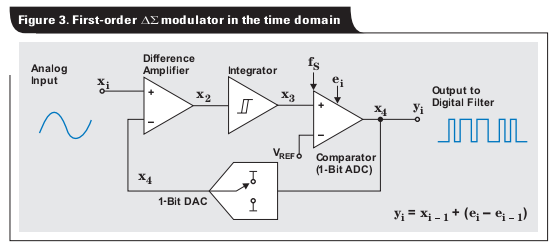 Figure 3. First-order ΔΣ modulator in the time domain
Analog
Input
xi
Difference
Amplifier
+
–
x2
Integrator
x3
fS
ei
+
–
VREF
Comparator
(1-Bit ADC)
x4
yi
Output to
Digital Filter
x4
1-Bit DAC
yi = xi – 1 + (ei – ei – 1)